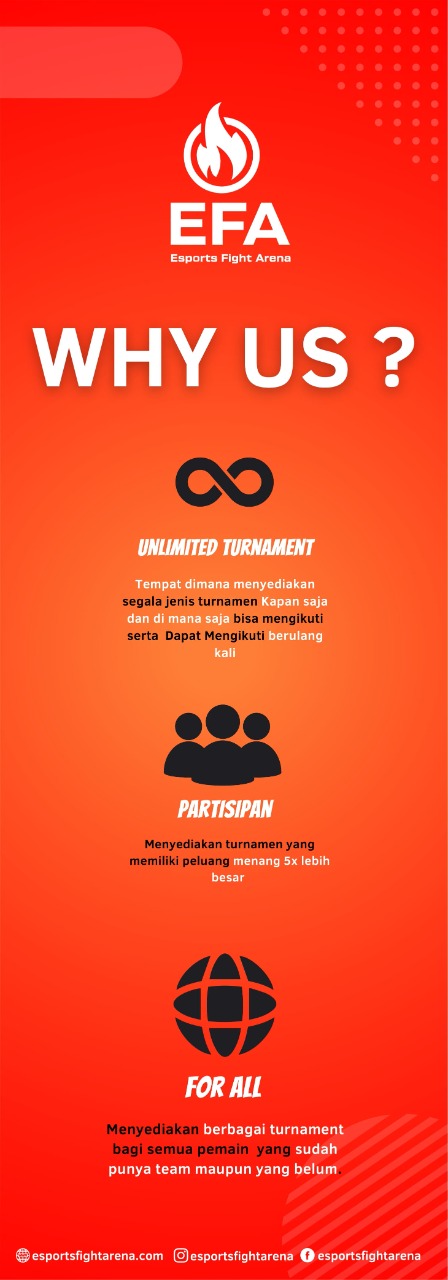 EFA
Esports Fight Arena
WHY US ?
UNLIMITED TURNAMENT
Tempat dimana menyediakan
segala jenis turnamen Kapan saja
dan di mana saja bisa mengikuti
serta Dapat Mengikuti berulang
kali
PARTISIPAN
Menyediakan turnamen yang
memiliki peluang menang 5x lebih
besar
FOR ALL
Menyediakan berbagai turnament
bagi semua pemain yang sudah
punya team maupun yang belum.
esportsfightarena.com esportsfightarena esportsfightarena